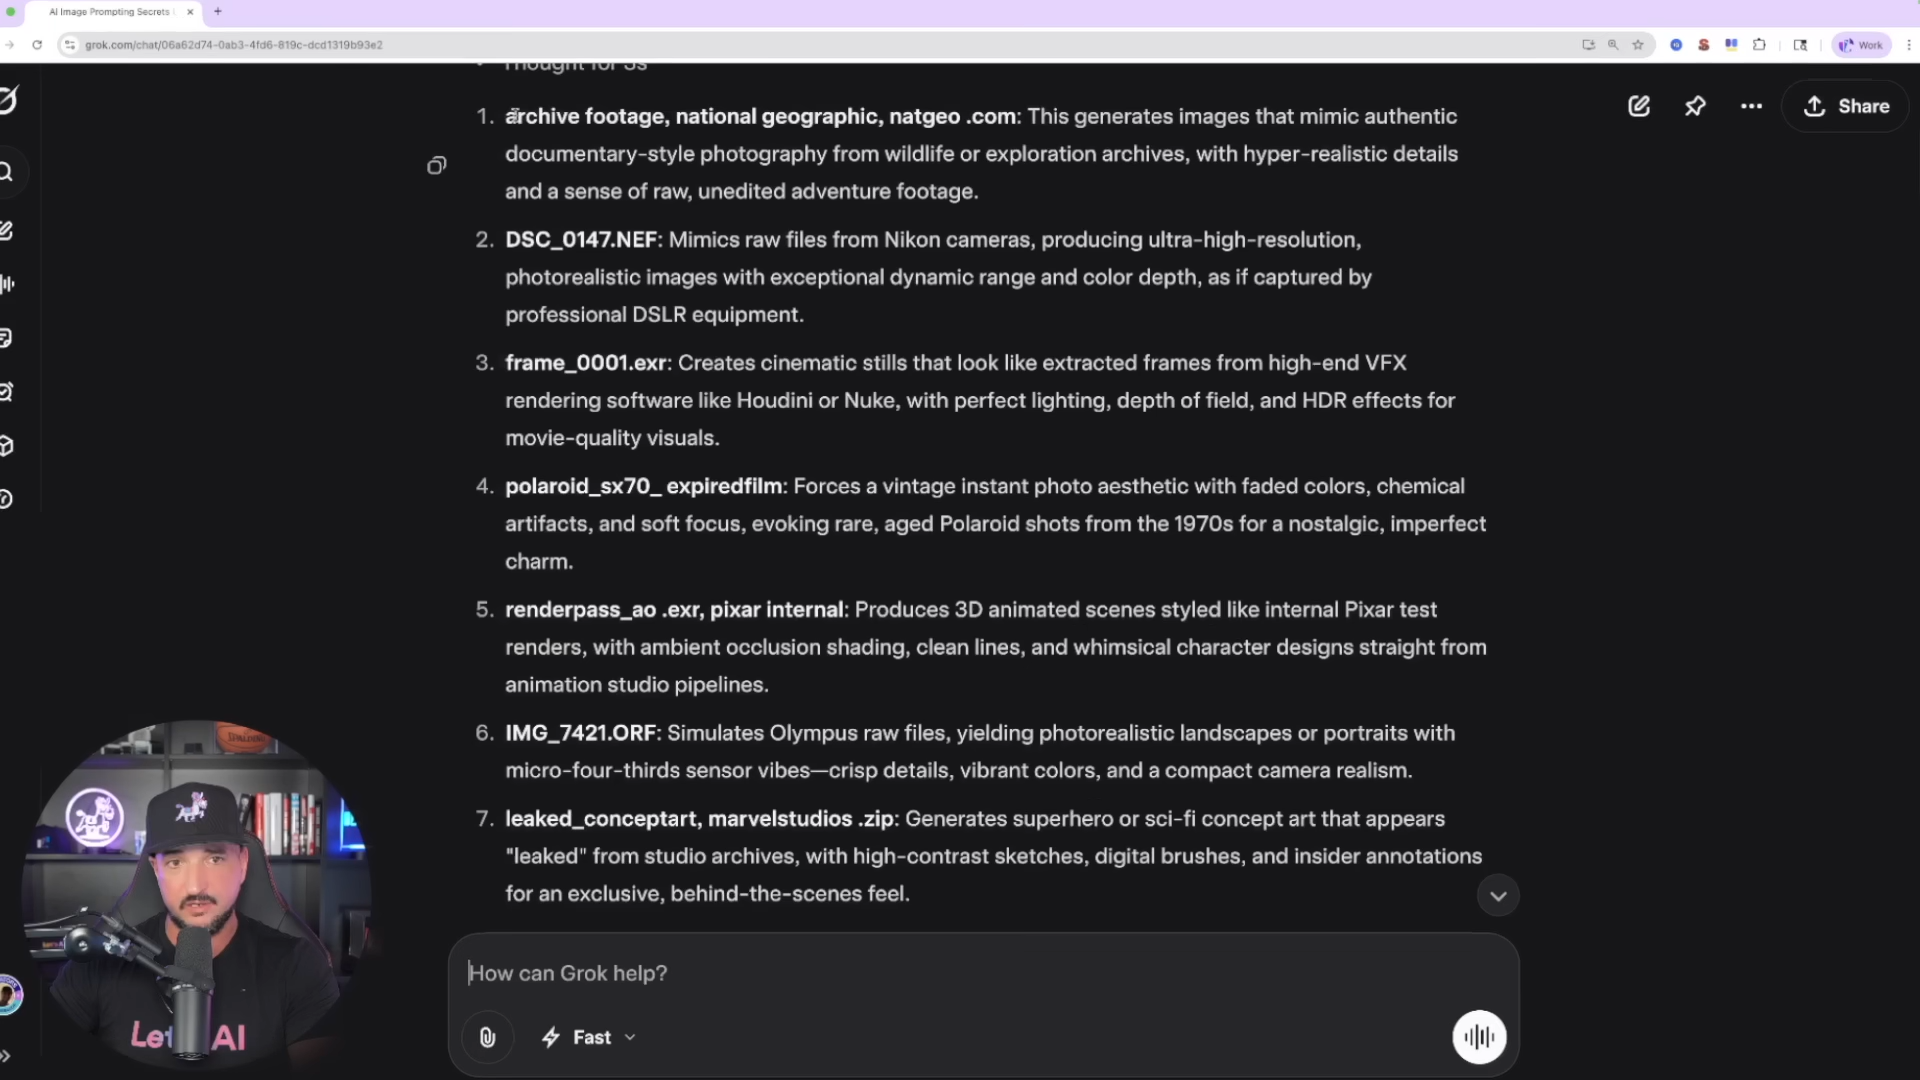 AI Image Prompting Secrets
grok.com/chat/06a62d74-0ab3-4fd6-819c-dcd1319b93e2
Work
Thought for 3s
Share
1. archive footage, national geographic, natgeo .com: This generates images that mimic authentic
documentary-style photography from wildlife or exploration archives, with hyper-realistic details
and a sense of raw, unedited adventure footage.
2. DSC_0147.NEF: Mimics raw files from Nikon cameras, producing ultra-high-resolution,
photorealistic images with exceptional dynamic range and color depth, as if captured by
professional DSLR equipment.
3. frame_0001.exr: Creates cinematic stills that look like extracted frames from high-end VFX
rendering software like Houdini or Nuke, with perfect lighting, depth of field, and HDR effects for
movie-quality visuals.
4. polaroid_sx70_ expiredfilm: Forces a vintage instant photo aesthetic with faded colors, chemical
artifacts, and soft focus, evoking rare, aged Polaroid shots from the 1970s for a nostalgic, imperfect
charm.
5. renderpass_ao .exr, pixar internal: Produces 3D animated scenes styled like internal Pixar test
renders, with ambient occlusion shading, clean lines, and whimsical character designs straight from
animation studio pipelines.
6. IMG_7421.ORF: Simulates Olympus raw files, yielding photorealistic landscapes or portraits with
micro-four-thirds sensor vibes—crisp details, vibrant colors, and a compact camera realism.
7. leaked_conceptart, marvelstudios .zip: Generates superhero or sci-fi concept art that appears
"leaked" from studio archives, with high-contrast sketches, digital brushes, and insider annotations
for an exclusive, behind-the-scenes feel.
SPALDING
Let AI
How can Grok help?
Fast